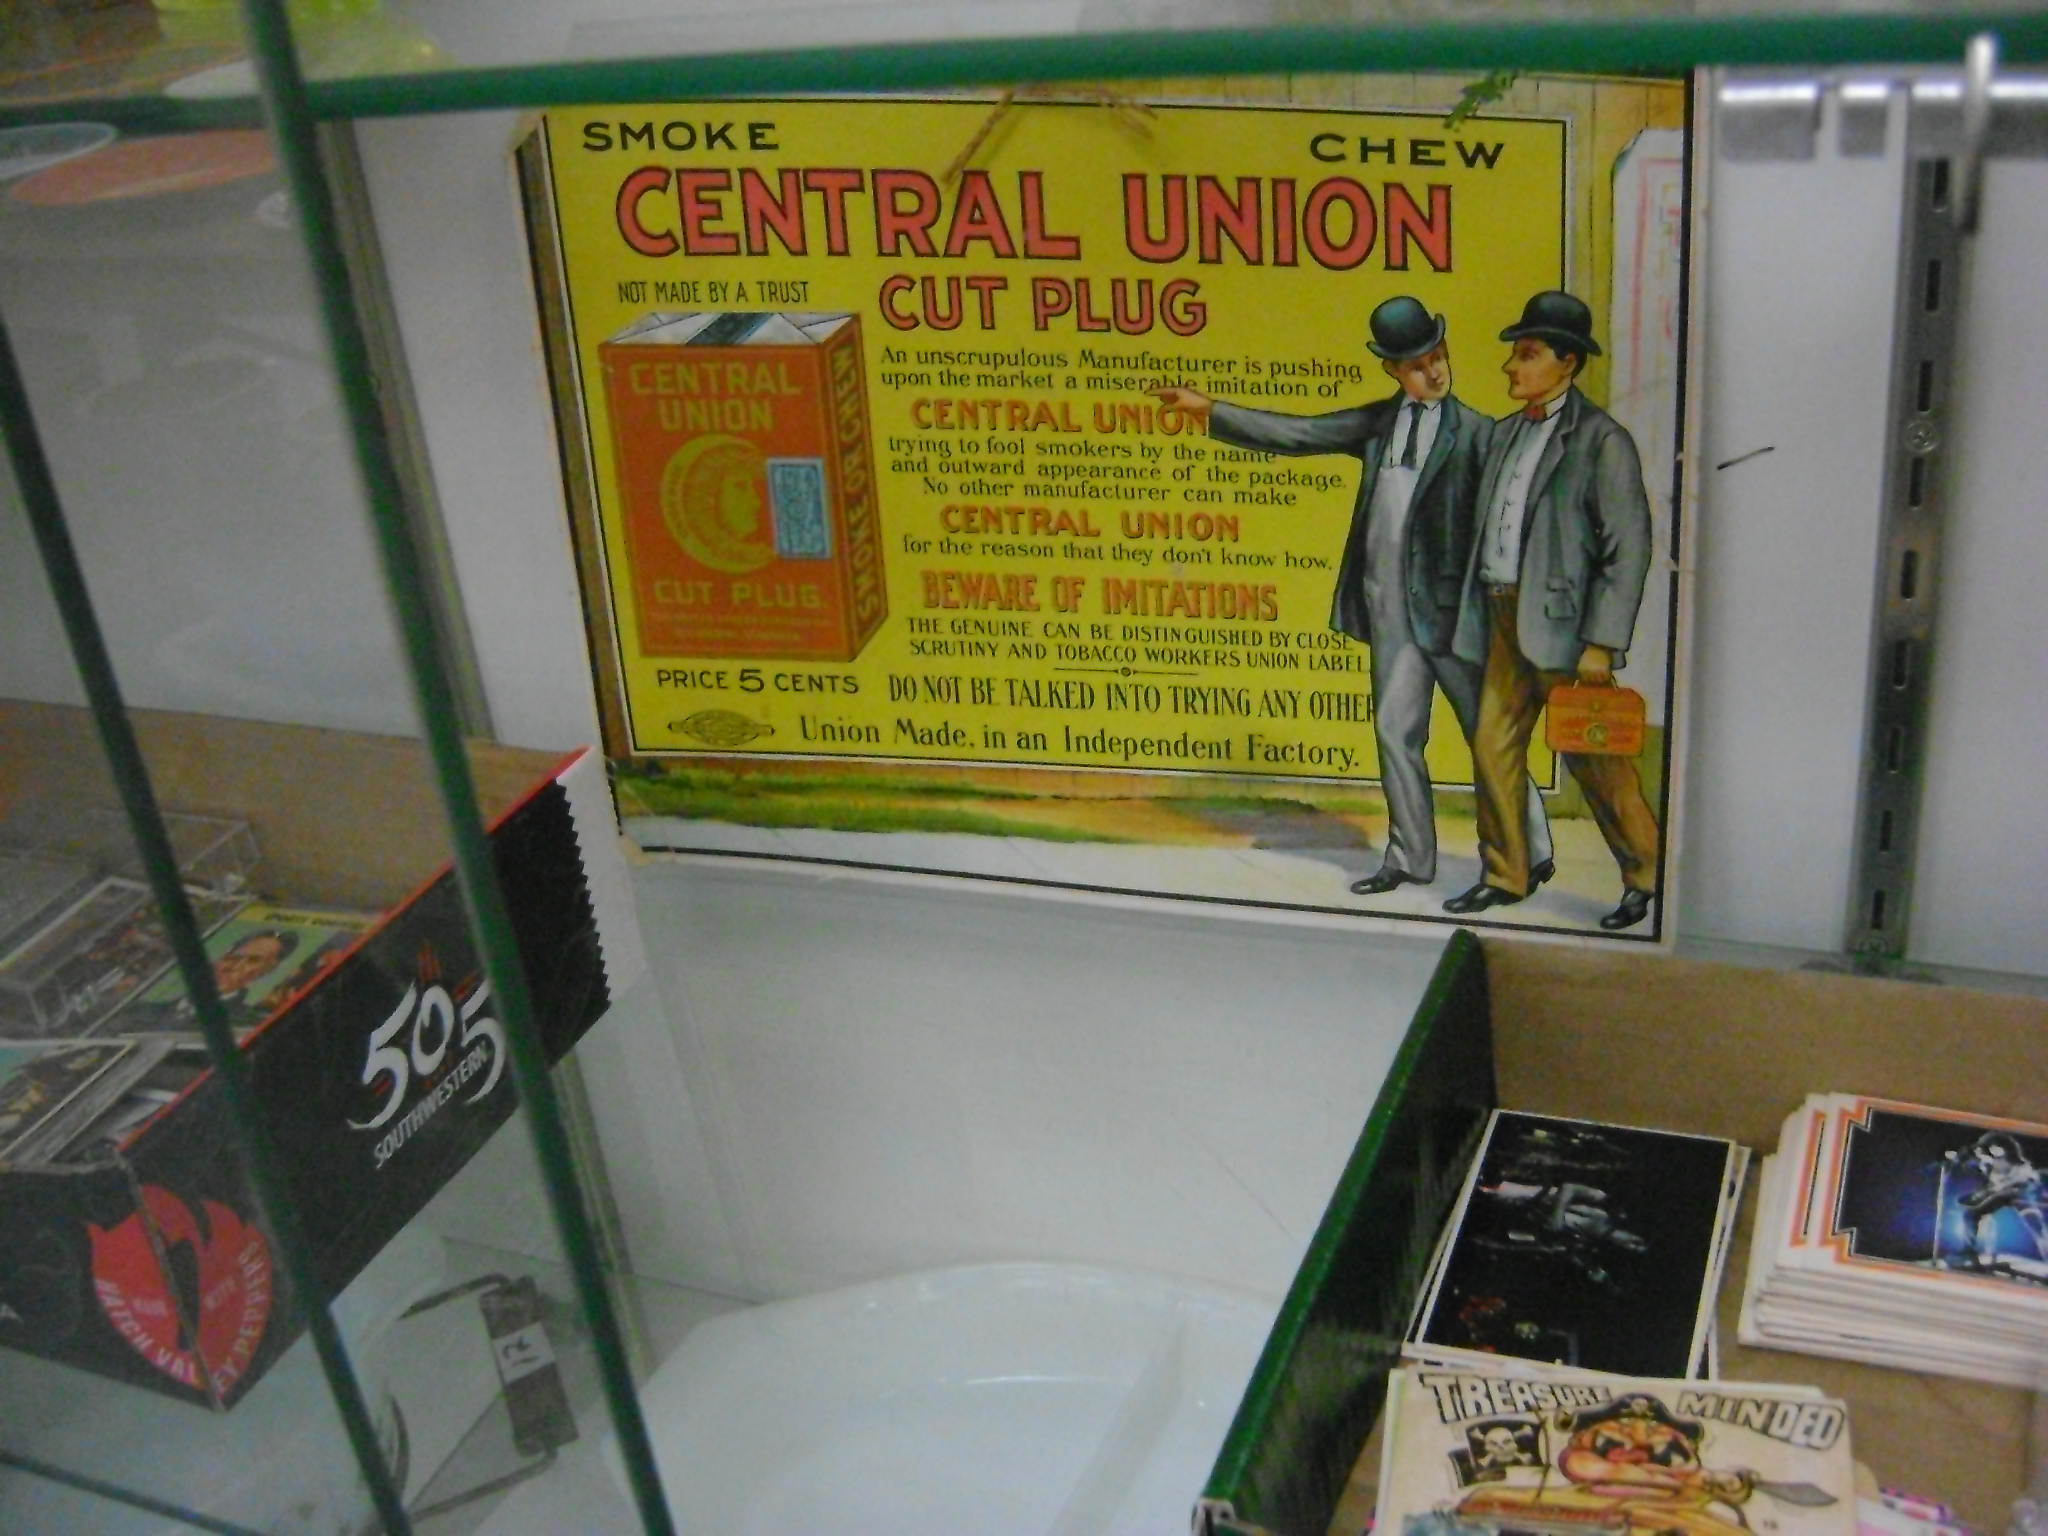 SMOKE CHEW
CENTRAL UNION
CUT PLUG
NOT MADE BY A TRUST
CENTRAL
UNION
CUT PLUG
SMOKE OR CHEW
PRICE 5 CENTS
An unscrupulous Manufacturer is pushing
upon the market a miserable imitation of
CENTRAL UNION
trying to fool smokers by the name
and outward appearance of the package.
No other manufacturer can make
CENTRAL UNION
for the reason that they don't know how.
BEWARE OF IMITATIONS
THE GENUINE CAN BE DISTINGUISHED BY CLOSE
SCRUTINY AND TOBACCO WORKERS UNION LABEL.
DO NOT BE TALKED INTO TRYING ANY OTHER
Union Made, in an Independent Factory.
505
SOUTHWESTERN
MADE WITH
HATCH VALLEY PEPPERS
TREASURE MINDED